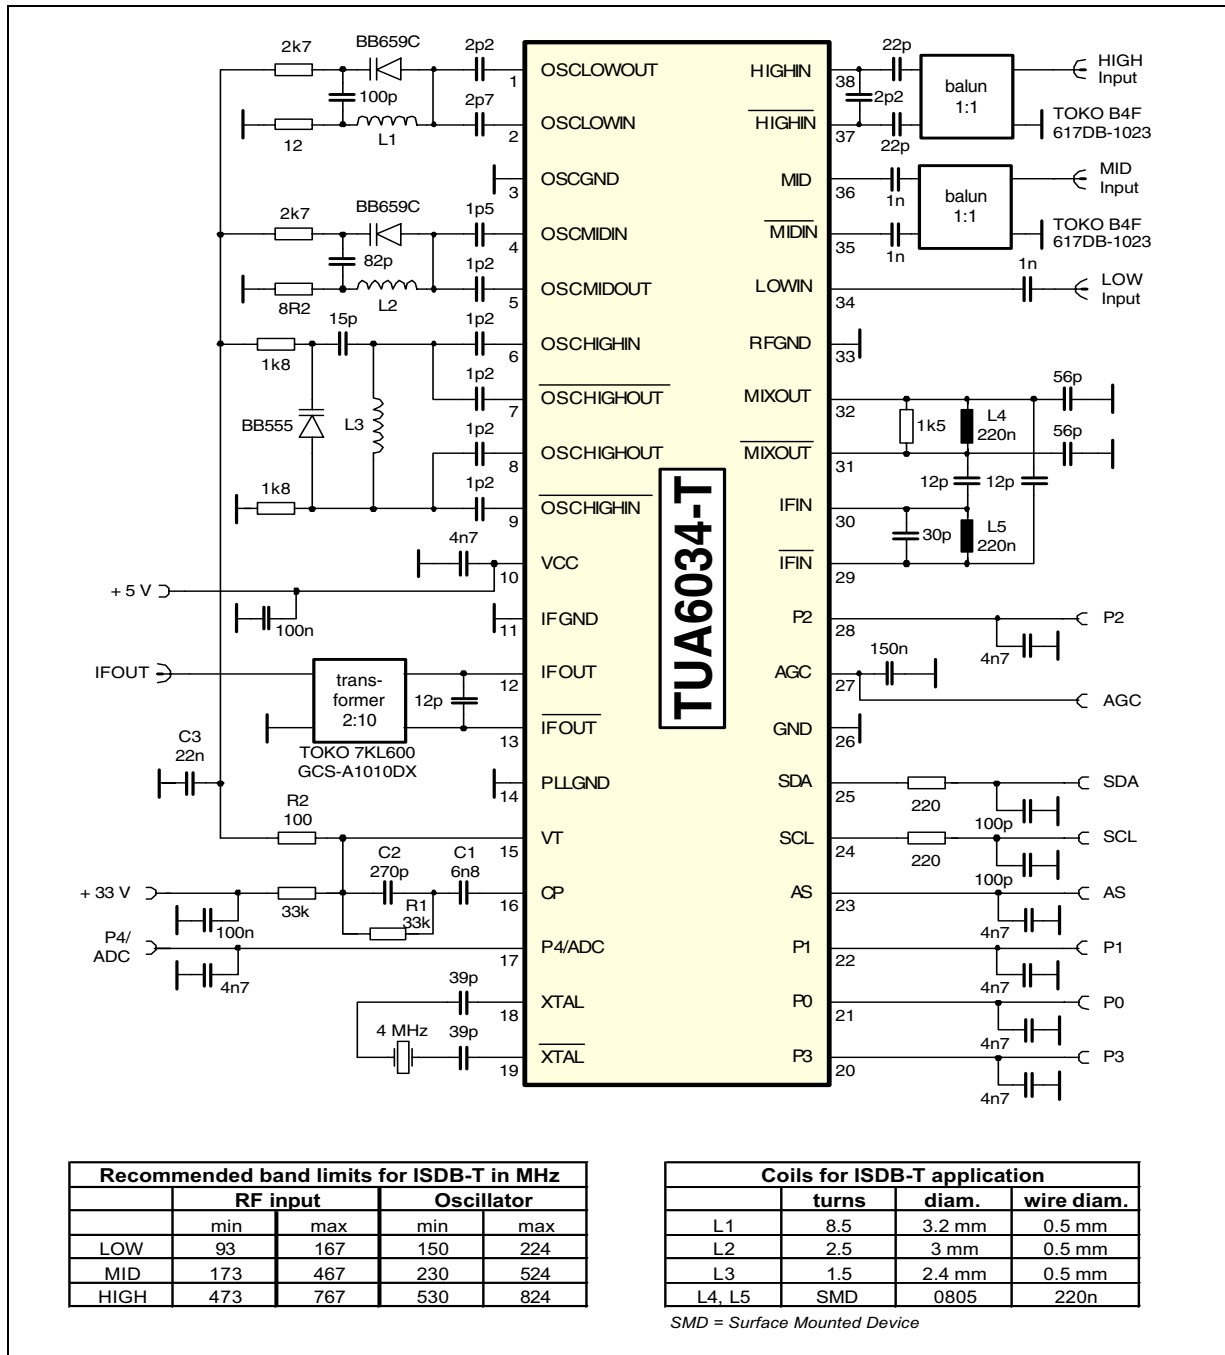 2k7
BB659C
2p2
1
OSCLOWOUT
100p
2p7
12
L1
2
OSCLOWIN
3
OSCGND
2k7
BB659C
1p5
4
OSCMIDIN
82p
1p2
8R2
L2
5
OSCMIDOUT
15p
1p2
1k8
6
OSCHIGHIN
1p2
7
OSCHIGHOUT
BB555
L3
1p2
8
OSCHIGHOUT
1k8
1p2
9
OSCHIGHIN
4n7
10
VCC
+ 5 V
100n
11
IFGND
IFOUT
trans-
former
2:10
12p
12
IFOUT
13
IFOUT
TOKO 7KL600
GCS-A1010DX
C3
22n
14
PLLGND
R2
100
15
VT
C2
270p
C1
6n8
+ 33 V
33k
R1
33k
16
CP
100n
P4/
ADC
17
P4/ADC
4n7
39p
18
XTAL
4 MHz
39p
19
XTAL
TUA6034-T
HIGHIN
38
22p
balun
1:1
HIGH
Input
2p2
HIGHIN
37
22p
TOKO B4F
617DB-1023
MID
36
1n
balun
1:1
MID
Input
MIDIN
35
1n
TOKO B4F
617DB-1023
LOWIN
34
1n
LOW
Input
RFGND
33
MIXOUT
32
56p
1k5
L4
220n
MIXOUT
31
56p
12p
12p
IFIN
30
30p
L5
220n
IFIN
29
P2
28
4n7
P2
AGC
27
150n
AGC
GND
26
SDA
25
220
100p
SDA
SCL
24
220
100p
SCL
AS
23
4n7
AS
P1
22
4n7
P1
P0
21
4n7
P0
P3
20
4n7
P3
Recommended band limits for ISDB-T in MHz
RF input Oscillator
min max min max
LOW 93 167 150 224
MID 173 467 230 524
HIGH 473 767 530 824
Coils for ISDB-T application
turns diam. wire diam.
L1 8.5 3.2 mm 0.5 mm
L2 2.5 3 mm 0.5 mm
L3 1.5 2.4 mm 0.5 mm
L4, L5 SMD 0805 220n
SMD = Surface Mounted Device